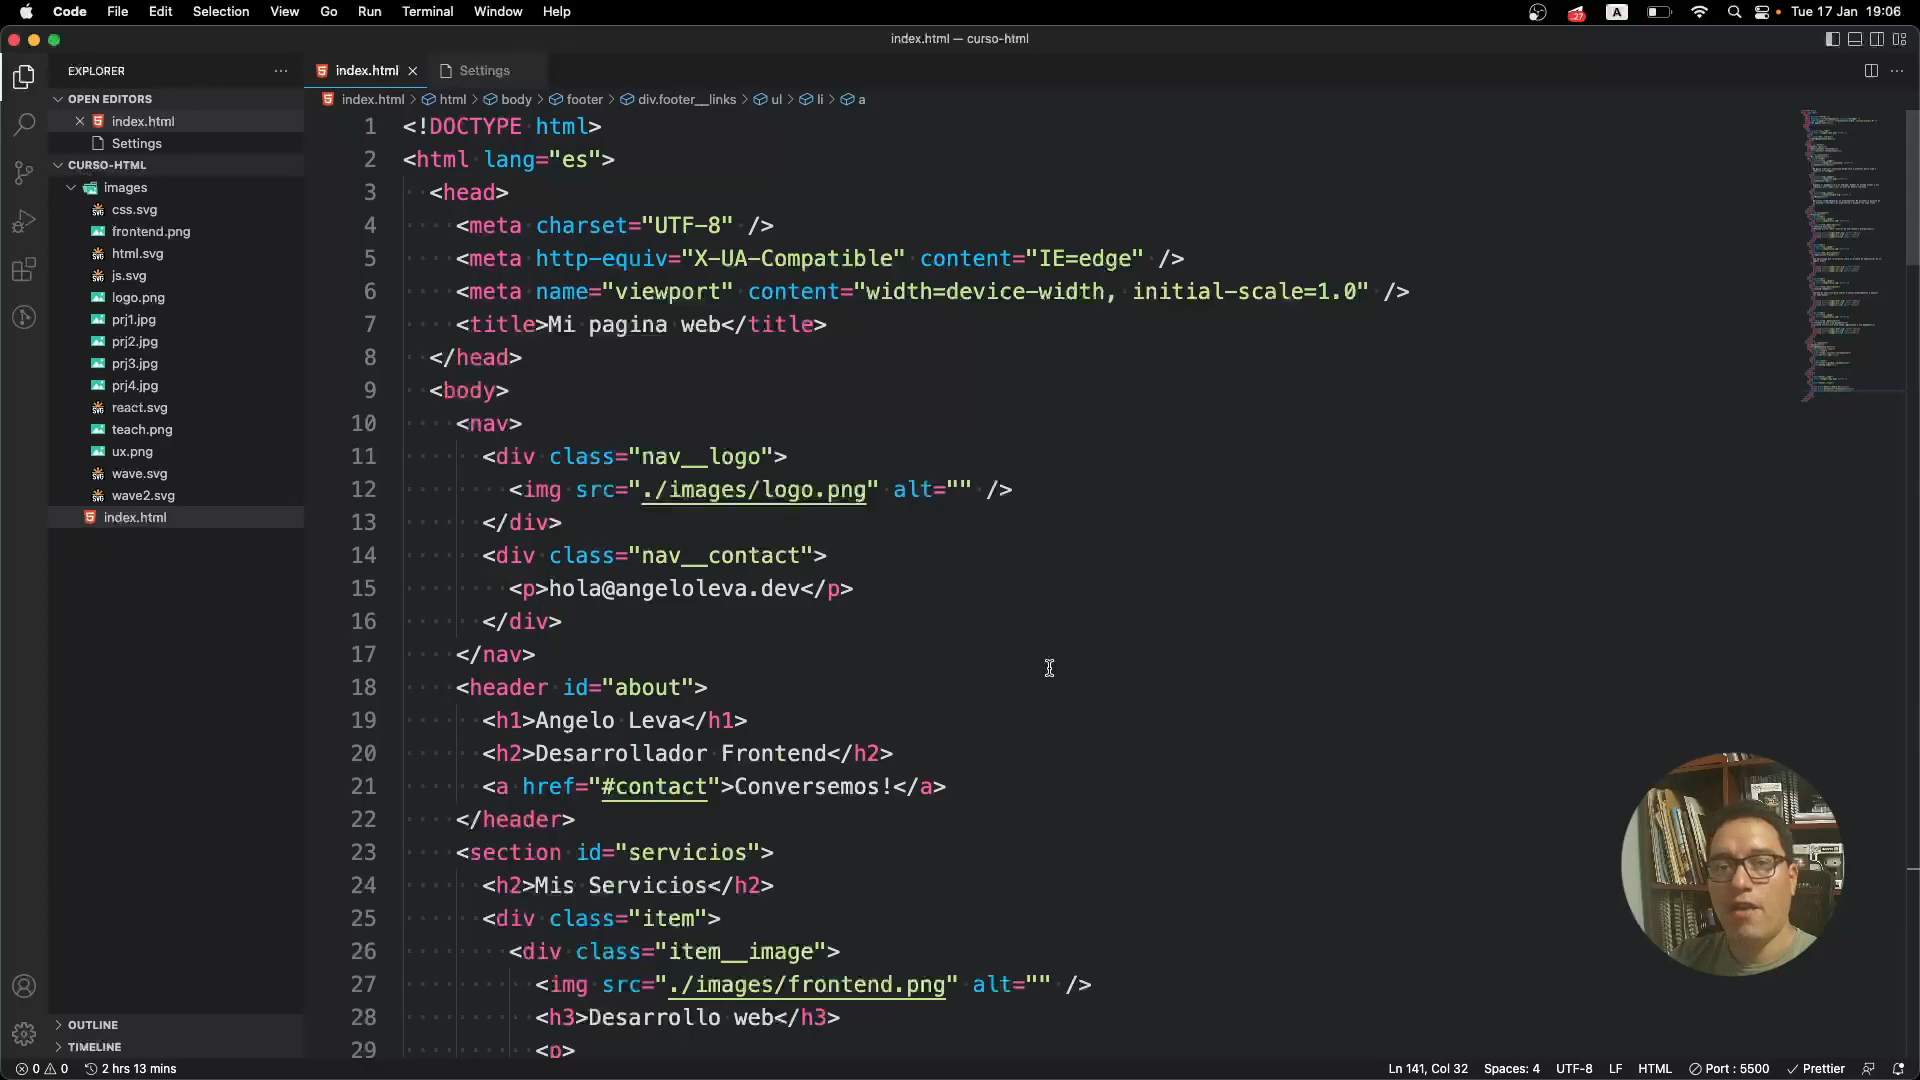 Code File Edit Selection View Go Run Terminal Window Help
27 A Tue 17 Jan 19:06
index.html — curso-html
EXPLORER
index.html
Settings
OPEN EDITORS
index.html
Settings
CURSO-HTML
images
css.svg
frontend.png
html.svg
js.svg
logo.png
prj1.jpg
prj2.jpg
prj3.jpg
prj4.jpg
react.svg
teach.png
ux.png
wave.svg
wave2.svg
index.html
OUTLINE
TIMELINE
index.html > html > body > footer > div.footer__links > ul > li > a
1 <!DOCTYPE html>
2 <html lang="es">
3 <head>
4 <meta charset="UTF-8" />
5 <meta http-equiv="X-UA-Compatible" content="IE=edge" />
6 <meta name="viewport" content="width=device-width, initial-scale=1.0" />
7 <title>Mi pagina web</title>
8 </head>
9 <body>
10 <nav>
11 <div class="nav__logo">
12 <img src="./images/logo.png" alt="" />
13 </div>
14 <div class="nav__contact">
15 <p>hola@angeloleva.dev</p>
16 </div>
17 </nav>
18 <header id="about">
19 <h1>Angelo Leva</h1>
20 <h2>Desarrollador Frontend</h2>
21 <a href="#contact">Conversemos!</a>
22 </header>
23 <section id="servicios">
24 <h2>Mis Servicios</h2>
25 <div class="item">
26 <div class="item__image">
27 <img src="./images/frontend.png" alt="" />
28 <h3>Desarrollo web</h3>
29 <p>
0 0 2 hrs 13 mins
Ln 141, Col 32 Spaces: 4 UTF-8 LF HTML Port : 5500 Prettier